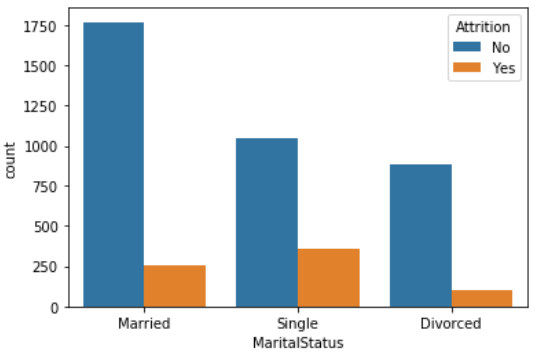 Attrition
No
Yes
1750
1500
1250
1000
750
500
250
0
count
Married Single Divorced
MaritalStatus